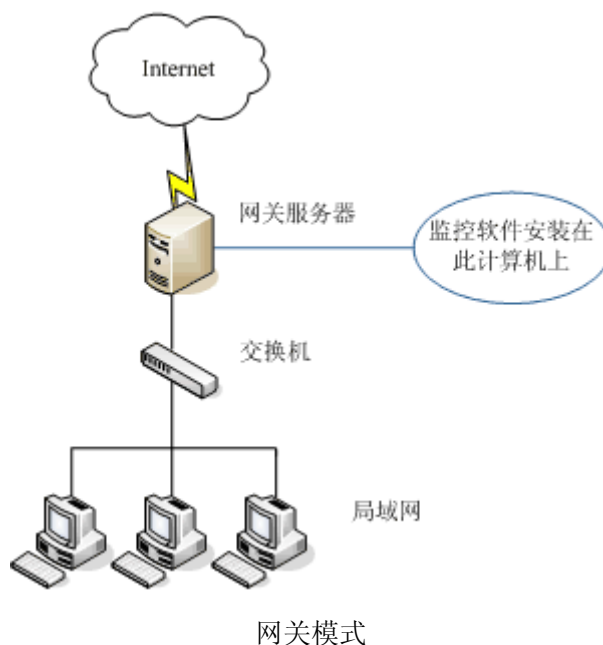 Internet
网关服务器
监控软件安装在
此计算机上
交换机
局域网
网关模式